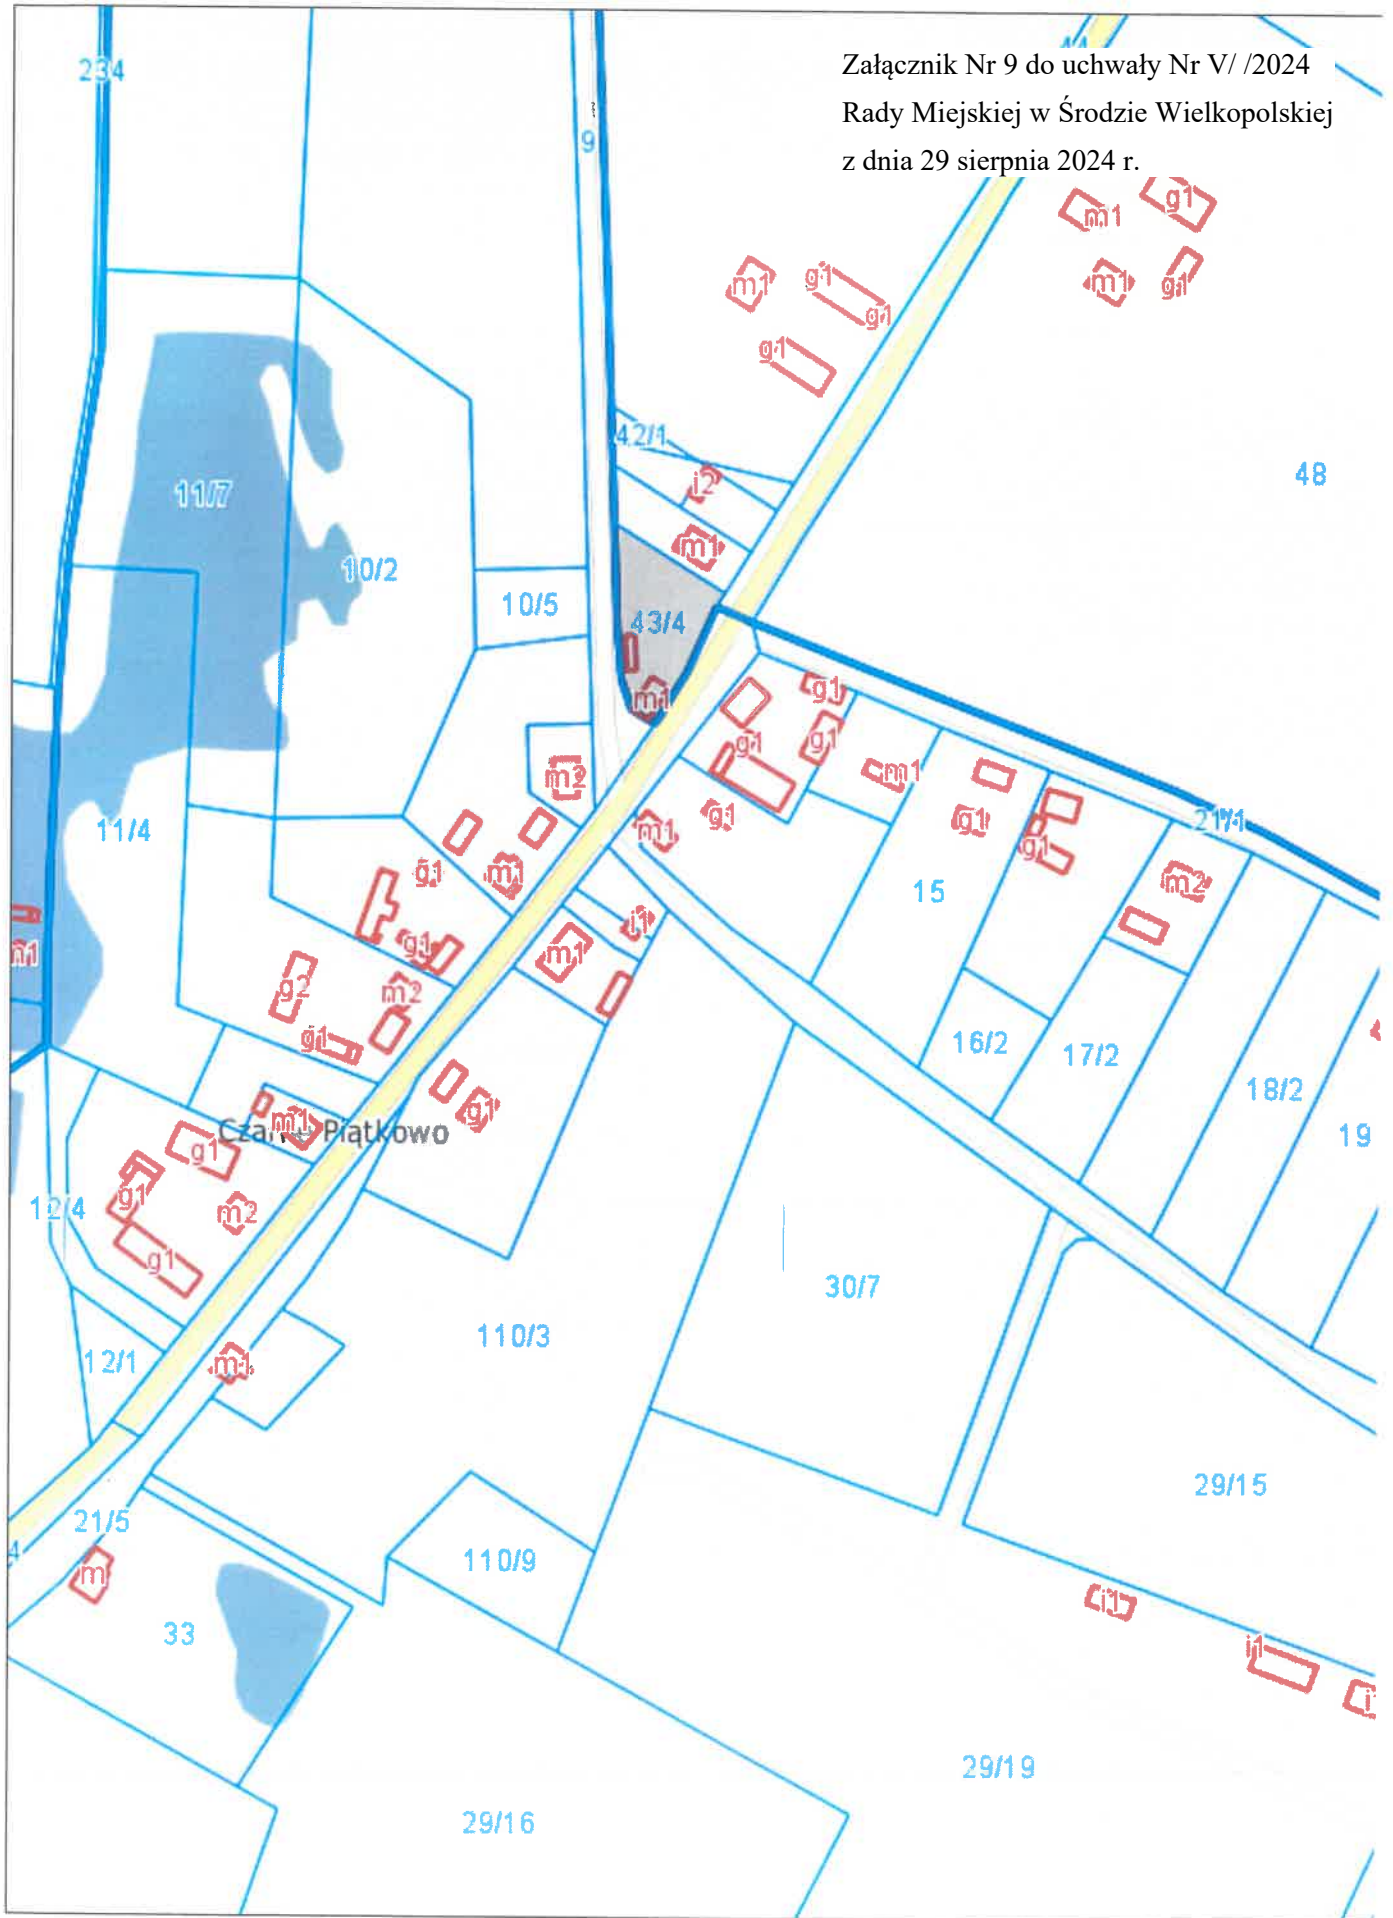 Załącznik Nr 9 do uchwały Nr V/ /2024
Rady Miejskiej w Środzie Wielkopolskiej
z dnia 29 sierpnia 2024 r.
234
9
g1
m1
m1
g1
m1
g1
g1
g1
42/1
48
i2
11/7
m1
10/2
10/5
43/4
m1
g1
g1
g1
m1
m2
g1
m1
g1
g1
21/1
11/4
g1
m1
m2
15
i1
g1
m1
m1
g2
m2
g1
16/2
17/2
18/2
g1
m1
Piątkowo
19
g1
g1
12/4
m2
g1
30/7
110/3
12/1
m1
29/15
21/5
4
110/9
m
i1
33
i1
29/19
29/16